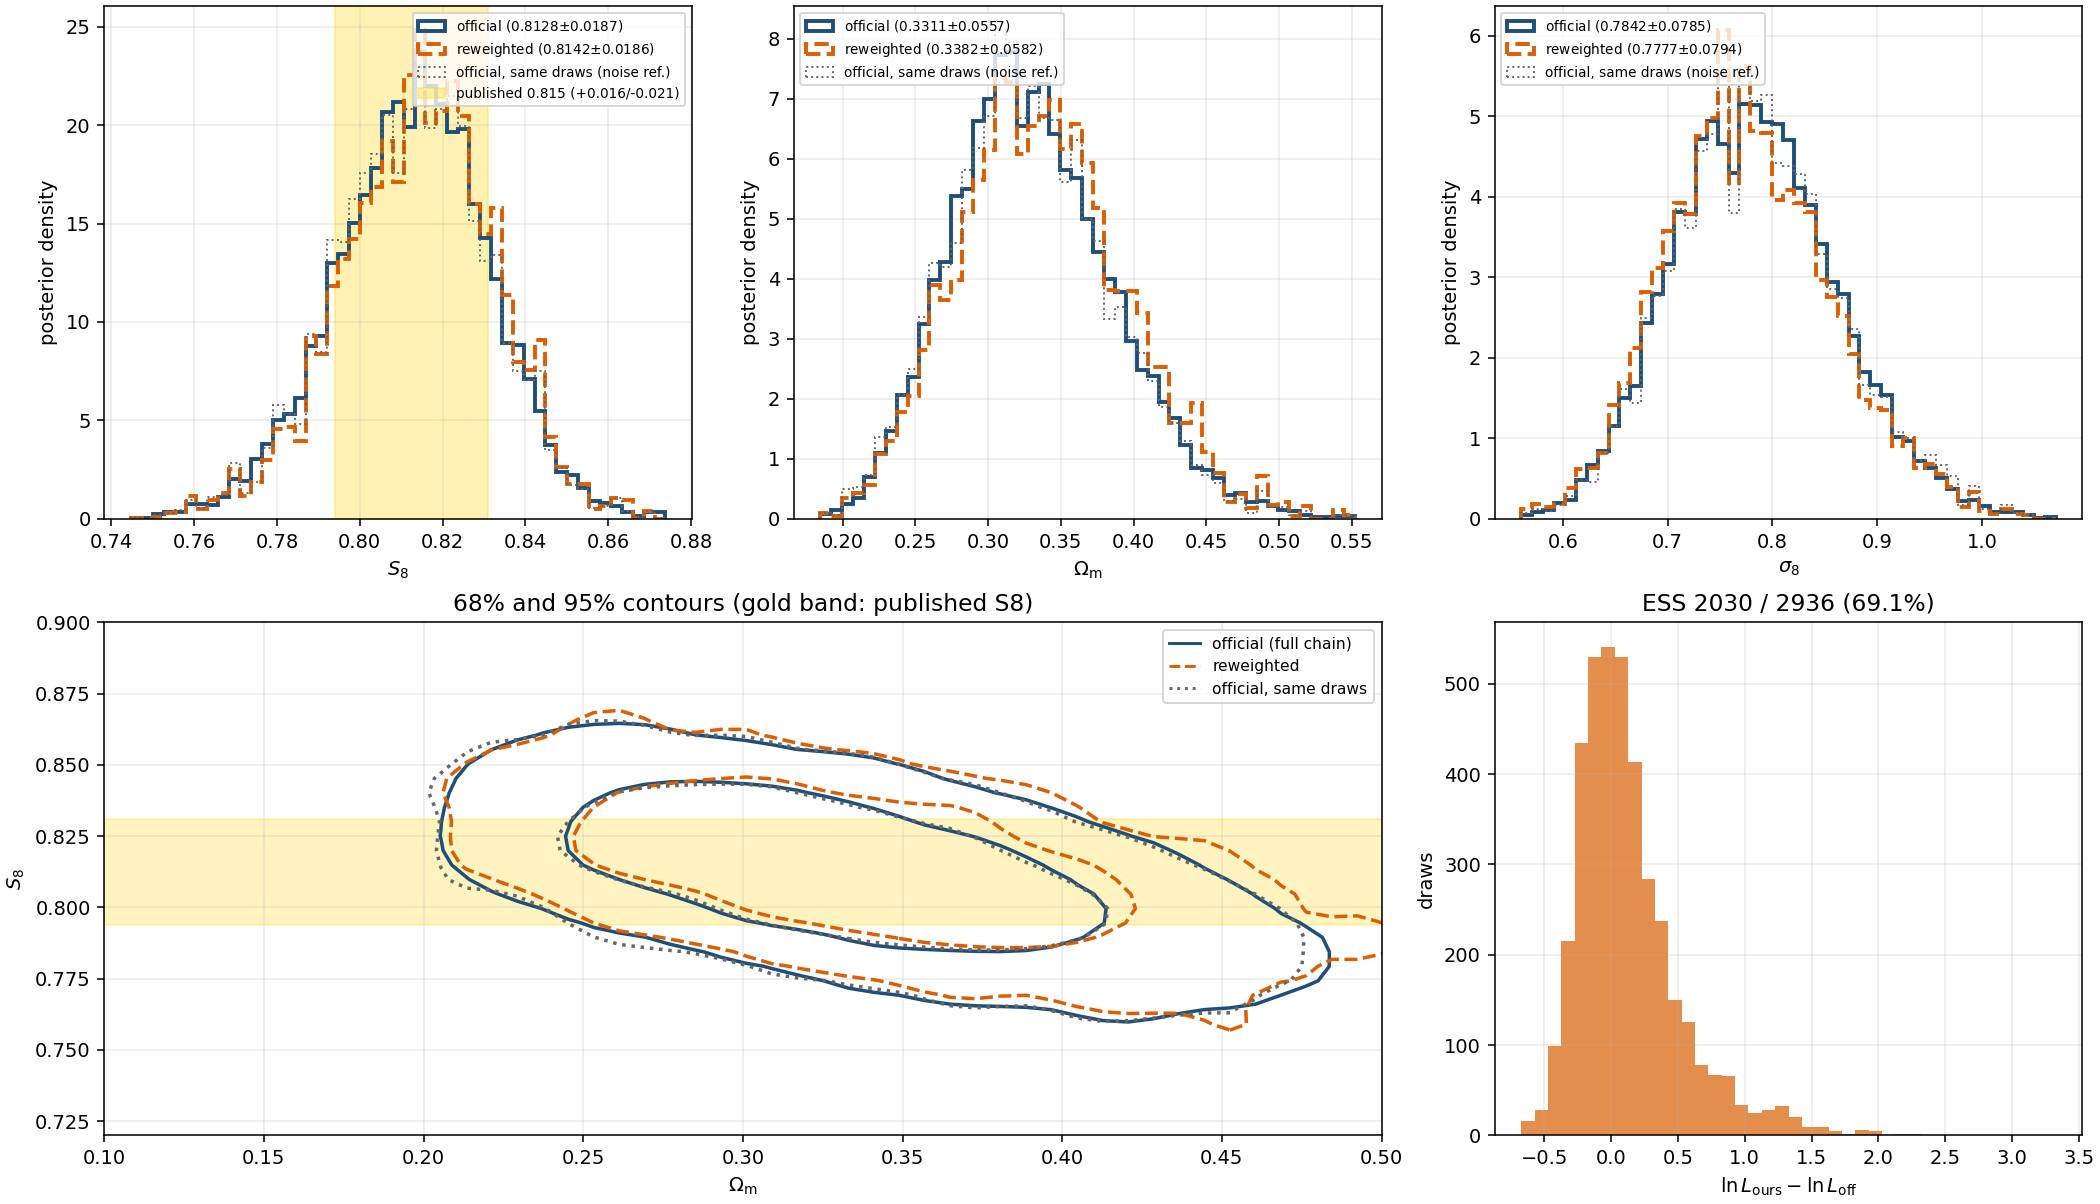 official (0.8128±0.0187)
reweighted (0.8142±0.0186)
official, same draws (noise ref.)
published 0.815 (+0.016/-0.021)
posterior density
25
20
15
10
5
0
0.74 0.76 0.78 0.80 0.82 0.84 0.86 0.88
S8
official (0.3311±0.0557)
reweighted (0.3382±0.0582)
official, same draws (noise ref.)
posterior density
8
7
6
5
4
3
2
1
0
0.20 0.25 0.30 0.35 0.40 0.45 0.50 0.55
Ωm
official (0.7842±0.0785)
reweighted (0.7777±0.0794)
official, same draws (noise ref.)
posterior density
6
5
4
3
2
1
0
0.6 0.7 0.8 0.9 1.0
σ8
68% and 95% contours (gold band: published S8)
official (full chain)
reweighted
official, same draws
S8
0.900
0.875
0.850
0.825
0.800
0.775
0.750
0.725
0.10 0.15 0.20 0.25 0.30 0.35 0.40 0.45 0.50
Ωm
ESS 2030 / 2936 (69.1%)
draws
500
400
300
200
100
0
−0.5 0.0 0.5 1.0 1.5 2.0 2.5 3.0 3.5
ln Lours − ln Loff